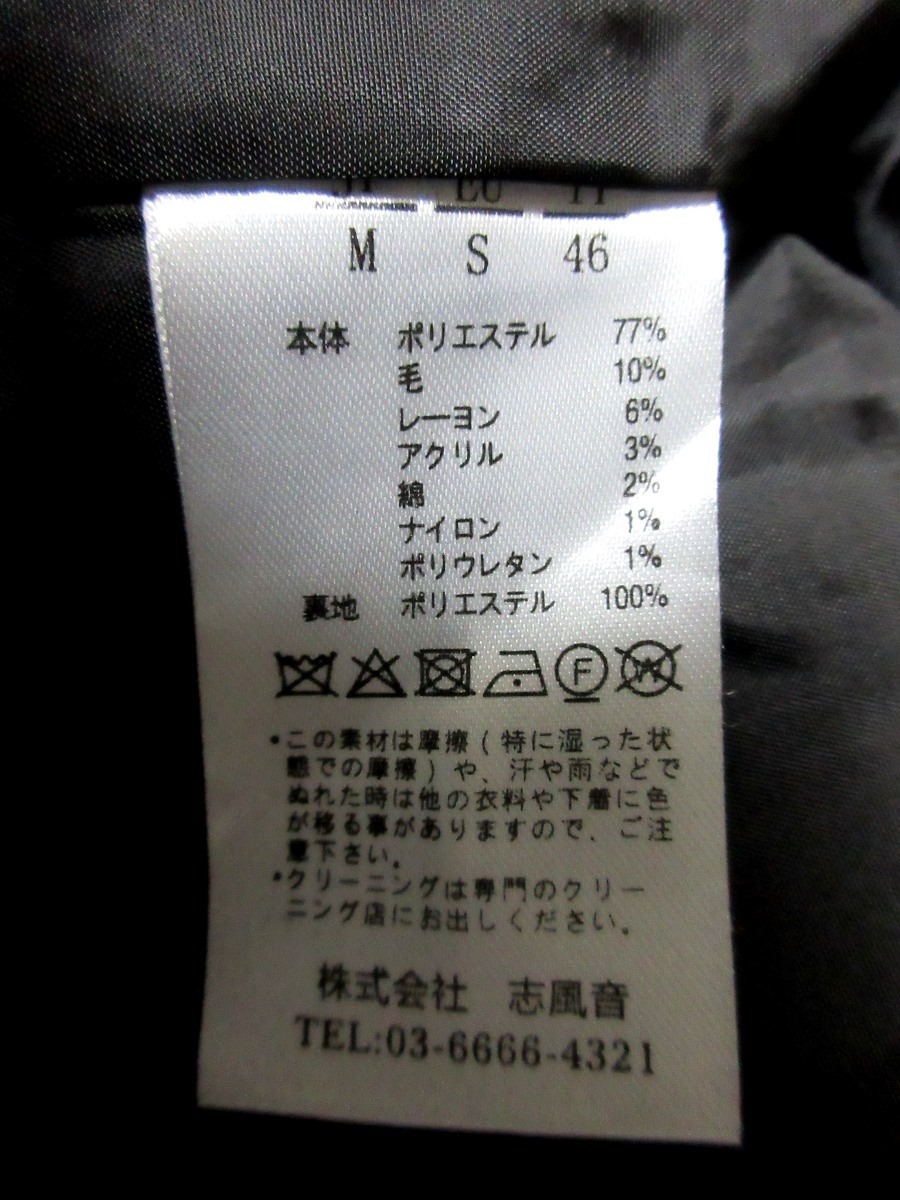 EU
M S 46
本体 ポリエステル 77%
毛 10%
レーヨン 6%
アクリル 3%
綿 2%
ナイロン 1%
ポリウレタン 1%
裏地 ポリエステル 100%
F W
•この素材は摩擦(特に湿った状
態での摩擦)や、汗や雨などで
ぬれた時は他の衣料や下着に色
が移る事がありますので、ご注
意下さい。
•クリーニングは専門のクリー
ニング店にお出しください。
株式会社 志風音
TEL:03-6666-4321